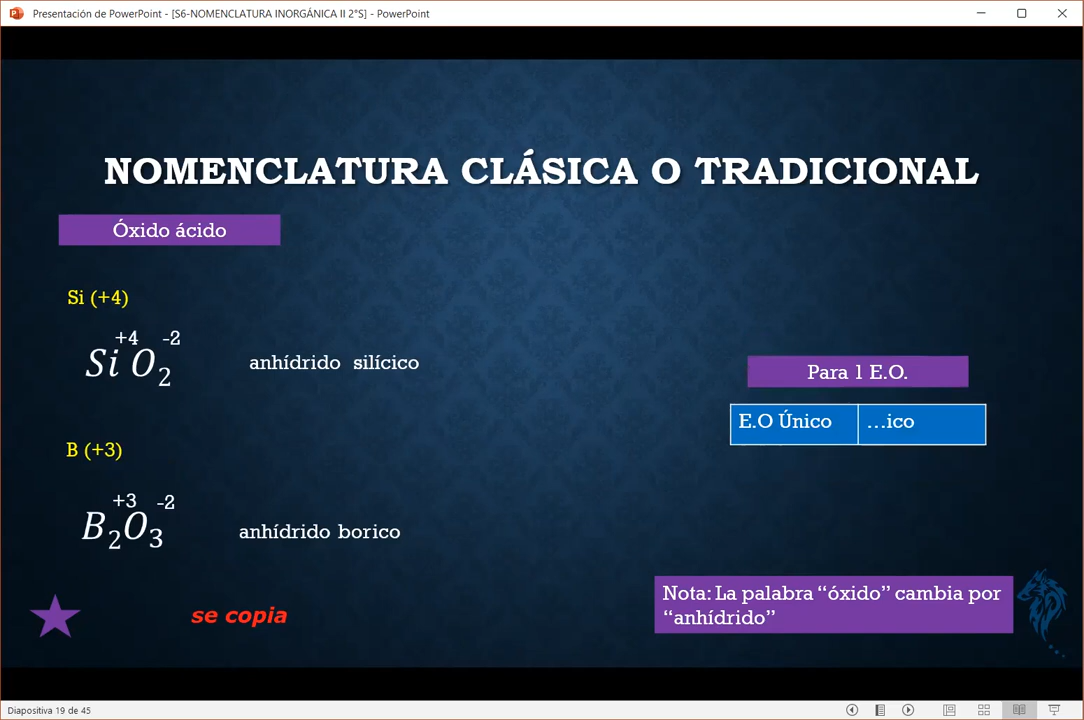 Presentación de PowerPoint - [S6-NOMENCLATURA INORGÁNICA II 2°S] - PowerPoint
NOMENCLATURA CLÁSICA O TRADICIONAL
Óxido ácido
Si (+4)
+4 -2
Si O₂ anhídrido silícico
Para 1 E.O.
E.O Único …ico
B (+3)
+3 -2
B₂O₃ anhídrido borico
Nota: La palabra “óxido” cambia por
“anhídrido”
se copia
Diapositiva 19 de 45